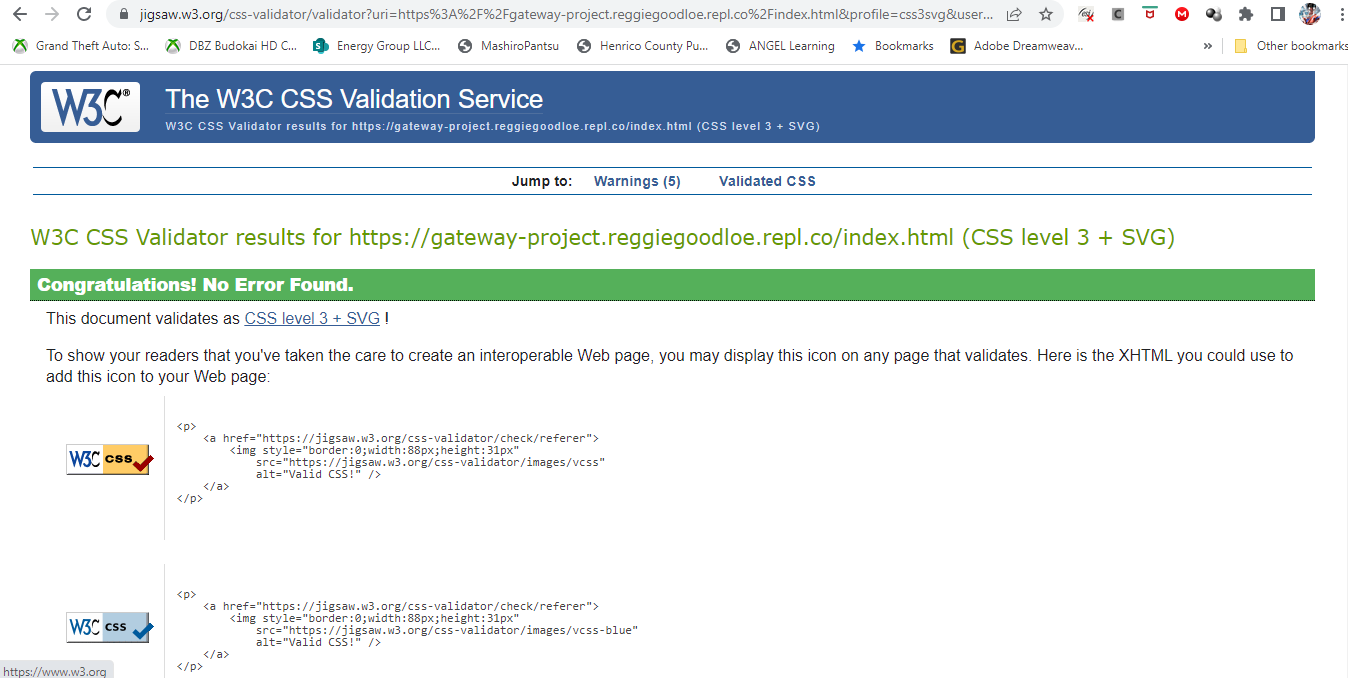 jigsaw.w3.org/css-validator/validator?uri=https%3A%2F%2Fgateway-project.reggiegoodloe.repl.co%2Findex.html&profile=css3svg&user...
Grand Theft Auto: S... DBZ Budokai HD C... Energy Group LLC... MashiroPantsu Henrico County Pu... ANGEL Learning Bookmarks Adobe Dreamweav... » Other bookmarks
W3C® The W3C CSS Validation Service
W3C CSS Validator results for https://gateway-project.reggiegoodloe.repl.co/index.html (CSS level 3 + SVG)
Jump to: Warnings (5) Validated CSS
W3C CSS Validator results for https://gateway-project.reggiegoodloe.repl.co/index.html (CSS level 3 + SVG)
Congratulations! No Error Found.
This document validates as CSS level 3 + SVG !
To show your readers that you've taken the care to create an interoperable Web page, you may display this icon on any page that validates. Here is the XHTML you could use to
add this icon to your Web page:
W3C css
<p>
<a href="https://jigsaw.w3.org/css-validator/check/referer">
<img style="border:0;width:88px;height:31px"
src="https://jigsaw.w3.org/css-validator/images/vcss"
alt="Valid CSS!" />
</a>
</p>
W3C css
<p>
<a href="https://jigsaw.w3.org/css-validator/check/referer">
<img style="border:0;width:88px;height:31px"
src="https://jigsaw.w3.org/css-validator/images/vcss-blue"
alt="Valid CSS!" />
</a>
</p>
https://www.w3.org